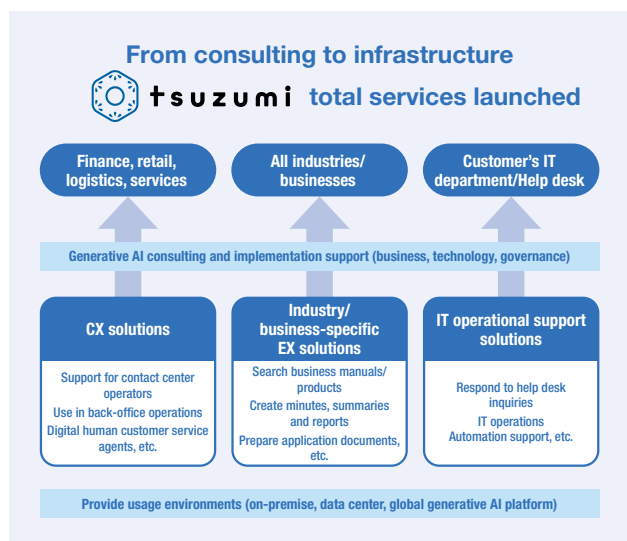 From consulting to infrastructure
tsuzumi total services launched
Finance, retail,
logistics, services
All industries/
businesses
Customer's IT
department/Help desk
Generative AI consulting and implementation support (business, technology, governance)
CX solutions
Support for contact center
operators
Use in back-office operations
Digital human customer service
agents, etc.
Industry/
business-specific
EX solutions
Search business manuals/
products
Create minutes, summaries
and reports
Prepare application documents,
etc.
IT operational support
solutions
Respond to help desk
inquiries
IT operations
Automation support, etc.
Provide usage environments (on-premise, data center, global generative AI platform)